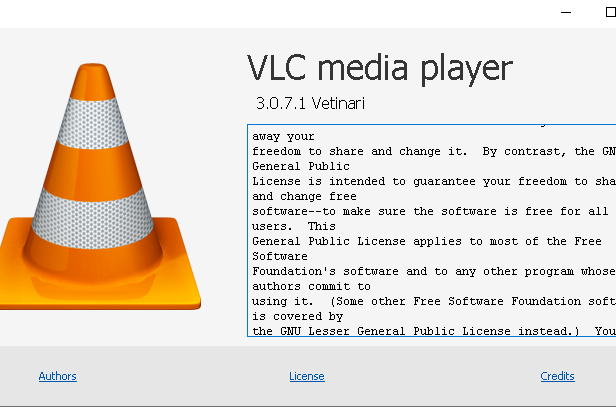 VLC media player
3.0.7.1 Vetinari
away your
freedom to share and change it.  By contrast, the GN
General Public
License is intended to guarantee your freedom to sha
and change free
software--to make sure the software is free for all
users.  This
General Public License applies to most of the Free
Software
Foundation's software and to any other program whose
authors commit to
using it.  (Some other Free Software Foundation soft
is covered by
the GNU Lesser General Public License instead.)  You
Authors License Credits